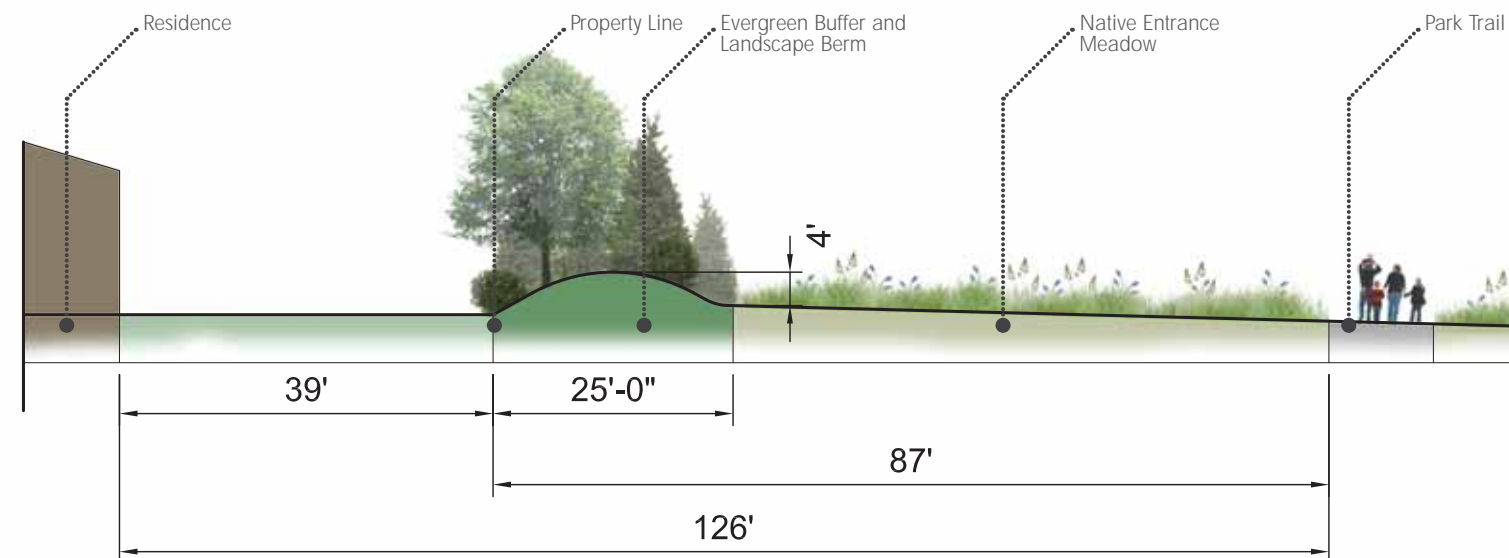 Residence
Property Line
Evergreen Buffer and
Landscape Berm
Native Entrance
Meadow
Park Trail
4'
39'
25'-0"
87'
126'